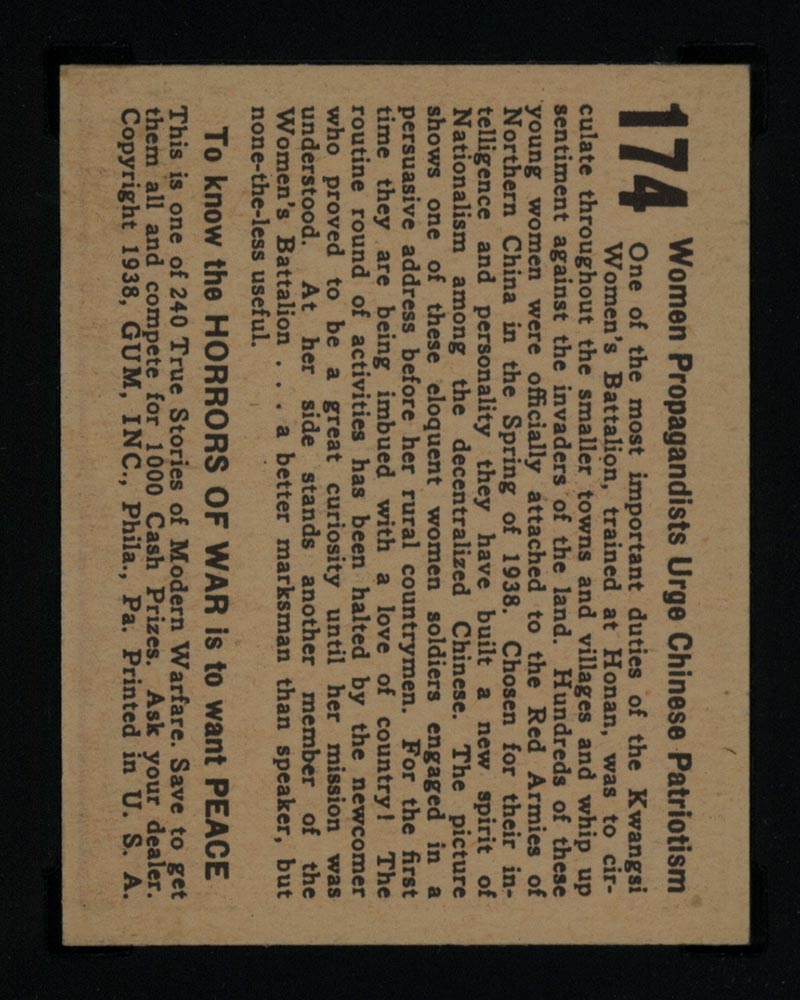 174 Women Propagandists Urge Chinese Patriotism
One of the most important duties of the Kwangsi
Women's Battalion, trained at Honan, was to cir-
culate throughout the smaller towns and villages and whip up
sentiment against the invaders of the land. Hundreds of these
young women were officially attached to the Red Armies of
Northern China in the Spring of 1938. Chosen for their in-
telligence and personality they have built a new spirit of
Nationalism among the decentralized Chinese. The picture
shows one of these eloquent women soldiers engaged in a
persuasive address before her rural countrymen. For the first
time they are being imbued with a love of country! The
routine round of activities has been halted by the newcomer
who proved to be a great curiosity until her mission was
understood. At her side stands another member of the
Women's Battalion . . . a better marksman than speaker, but
none-the-less useful.
To know the HORRORS OF WAR is to want PEACE
This is one of 240 True Stories of Modern Warfare. Save to get
them all and compete for 1000 Cash Prizes. Ask your dealer.
Copyright 1938, GUM, INC., Phila., Pa. Printed in U. S. A.